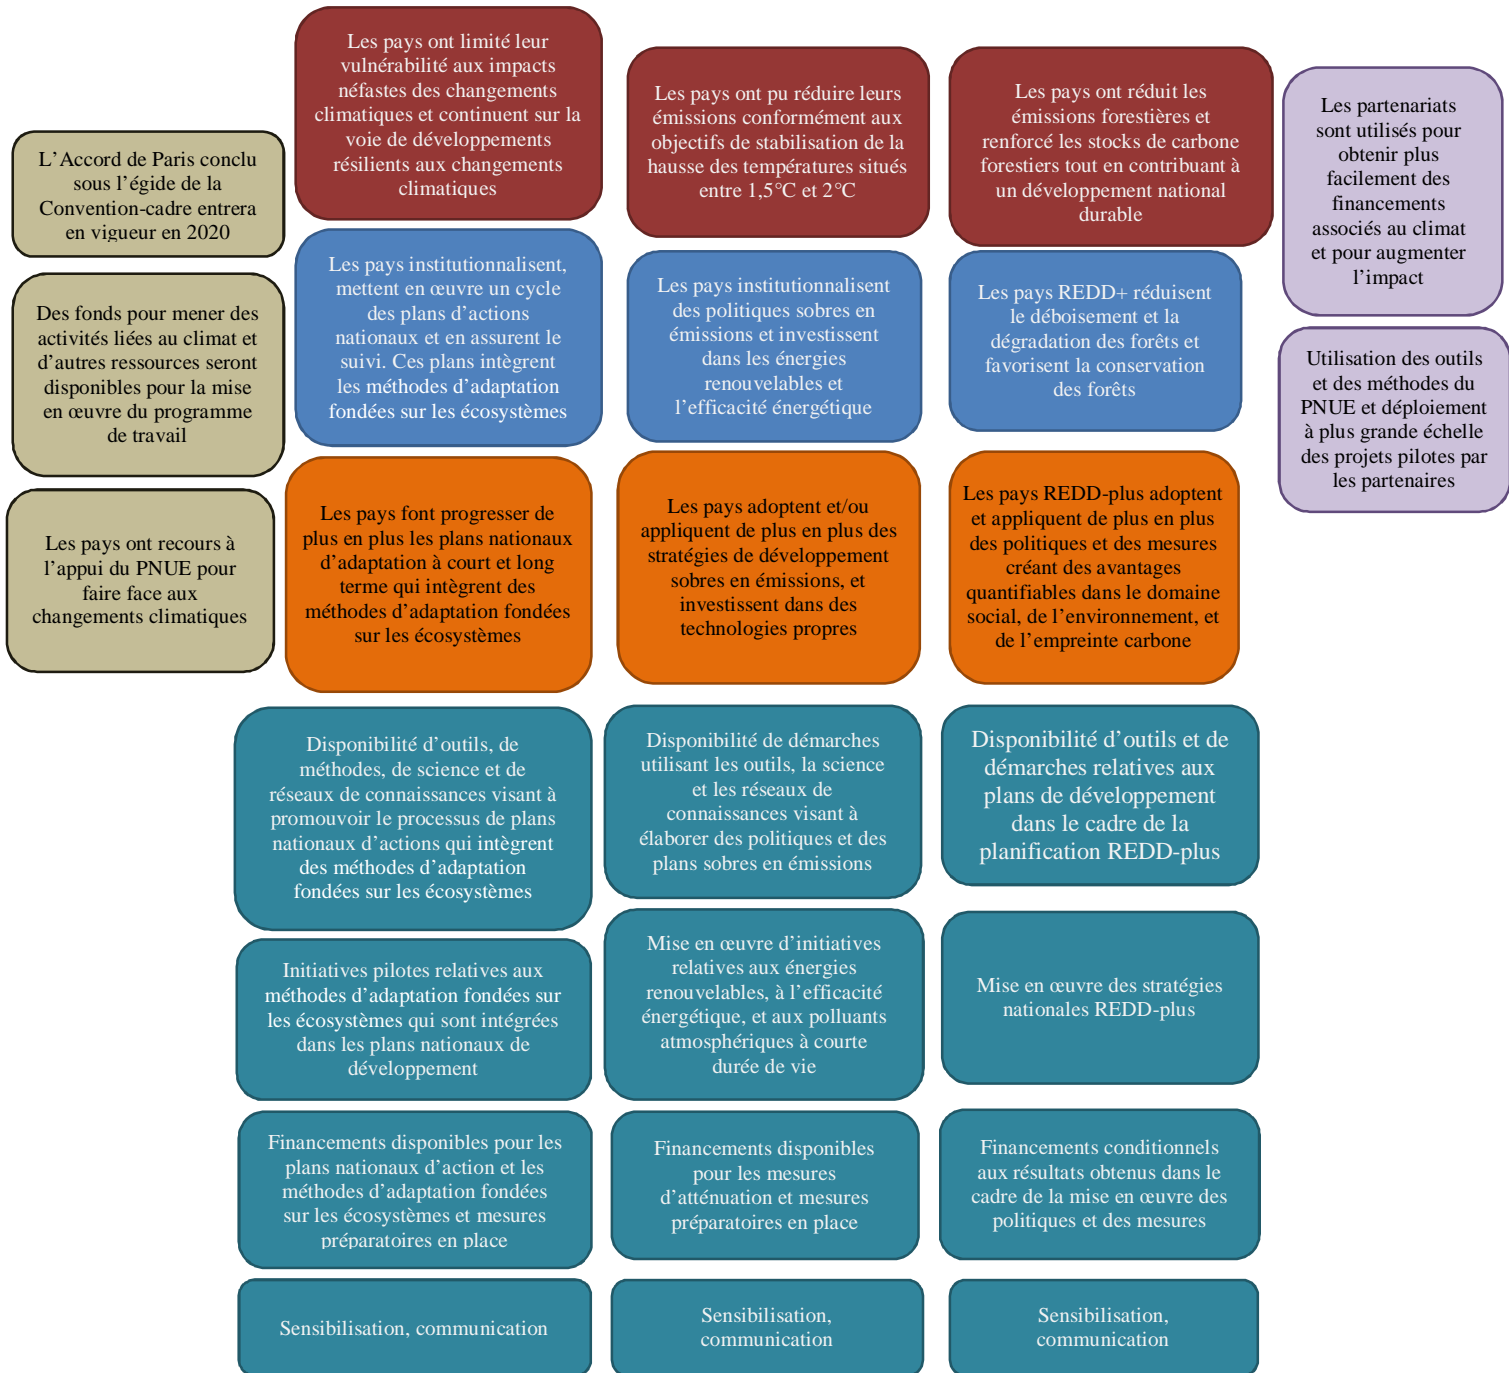 L’Accord de Paris conclu
sous l’égide de la
Convention-cadre entrera
en vigueur en 2020
Des fonds pour mener des
activités liées au climat et
d’autres ressources seront
disponibles pour la mise
en œuvre du programme
de travail
Les pays ont recours à
l’appui du PNUE pour
faire face aux
changements climatiques
Les pays ont limité leur
vulnérabilité aux impacts
néfastes des changements
climatiques et continuent sur la
voie de développements
résilients aux changements
climatiques
Les pays ont pu réduire leurs
émissions conformément aux
objectifs de stabilisation de la
hausse des températures situés
entre 1,5°C et 2°C
Les pays ont réduit les
émissions forestières et
renforcé les stocks de carbone
forestiers tout en contribuant à
un développement national
durable
Les pays institutionnalisent,
mettent en œuvre un cycle
des plans d’actions
nationaux et en assurent le
suivi. Ces plans intègrent
les méthodes d’adaptation
fondées sur les écosystèmes
Les pays institutionnalisent
des politiques sobres en
émissions et investissent
dans les énergies
renouvelables et
l’efficacité énergétique
Les pays REDD+ réduisent
le déboisement et la
dégradation des forêts et
favorisent la conservation
des forêts
Les pays font progresser de
plus en plus les plans nationaux
d’adaptation à court et long
terme qui intègrent des
méthodes d’adaptation fondées
sur les écosystèmes
Les pays adoptent et/ou
appliquent de plus en plus des
stratégies de développement
sobres en émissions, et
investissent dans des
technologies propres
Les pays REDD-plus adoptent
et appliquent de plus en plus
des politiques et des mesures
créant des avantages
quantifiables dans le domaine
social, de l’environnement, et
de l’empreinte carbone
Disponibilité d’outils, de
méthodes, de science et de
réseaux de connaissances visant à
promouvoir le processus de plans
nationaux d’actions qui intègrent
des méthodes d’adaptation
fondées sur les écosystèmes
Disponibilité de démarches
utilisant les outils, la science
et les réseaux de
connaissances visant à
élaborer des politiques et des
plans sobres en émissions
Disponibilité d’outils et de
démarches relatives aux
plans de développement
dans le cadre de la
planification REDD-plus
Initiatives pilotes relatives aux
méthodes d’adaptation fondées sur
les écosystèmes qui sont intégrées
dans les plans nationaux de
développement
Mise en œuvre d’initiatives
relatives aux énergies
renouvelables, à l’efficacité
énergétique, et aux polluants
atmosphériques à courte
durée de vie
Mise en œuvre des stratégies
nationales REDD-plus
Financements disponibles pour les
plans nationaux d’action et les
méthodes d’adaptation fondées
sur les écosystèmes et mesures
préparatoires en place
Financements disponibles
pour les mesures
d’atténuation et mesures
préparatoires en place
Financements conditionnels
aux résultats obtenus dans le
cadre de la mise en œuvre des
politiques et des mesures
Sensibilisation, communication
Sensibilisation,
communication
Sensibilisation,
communication
Les partenariats
sont utilisés pour
obtenir plus
facilement des
financements
associés au climat
et pour augmenter
l’impact
Utilisation des outils
et des méthodes du
PNUE et déploiement
à plus grande échelle
des projets pilotes par
les partenaires